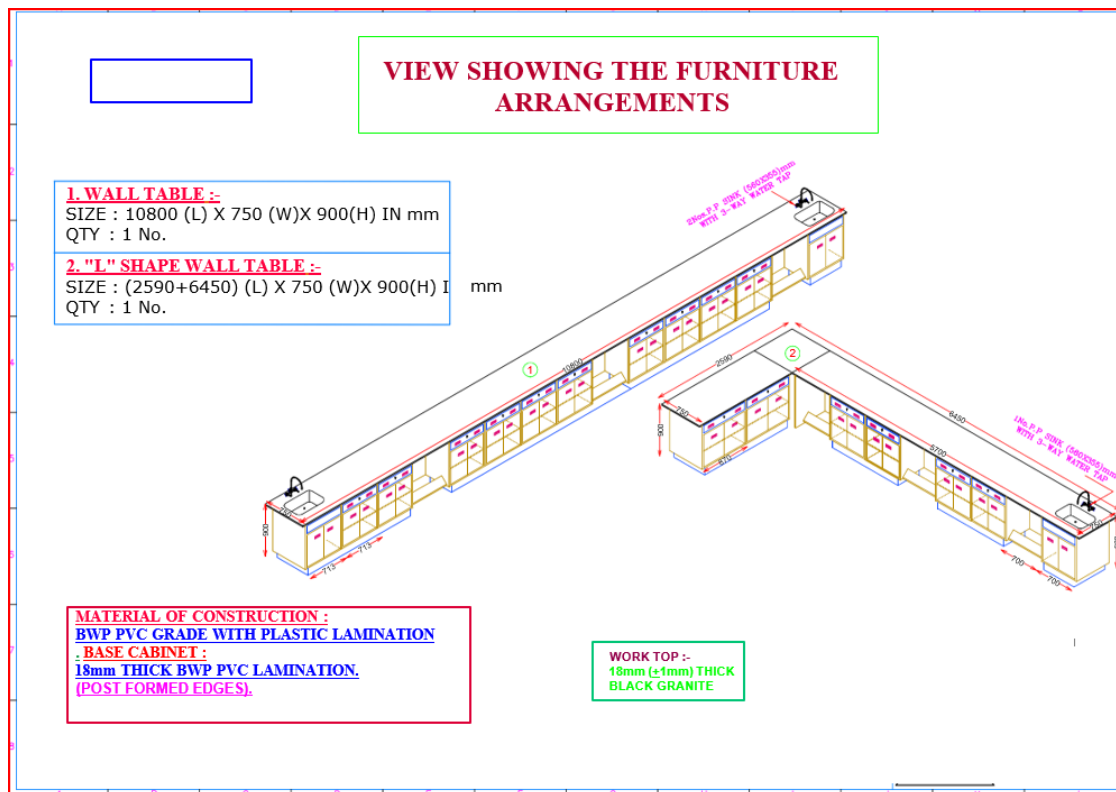 VIEW SHOWING THE FURNITURE
ARRANGEMENTS
1. WALL TABLE :-
SIZE : 10800 (L) X 750 (W)X 900(H) IN mm
QTY : 1 No.
2. "L" SHAPE WALL TABLE :-
SIZE : (2590+6450) (L) X 750 (W)X 900(H) I mm
QTY : 1 No.
2Nos.P.P SINK (560X355)mm
WITH 3-WAY WATER TAP
1
10800
750
900
713
713
2
2590
750
900
670
6450
5700
1No.P.P SINK (560X355)mm
WITH 3-WAY WATER TAP
750
700
700
MATERIAL OF CONSTRUCTION :
BWP PVC GRADE WITH PLASTIC LAMINATION
. BASE CABINET :
18mm THICK BWP PVC LAMINATION.
(POST FORMED EDGES).
WORK TOP :-
18mm (±1mm) THICK
BLACK GRANITE